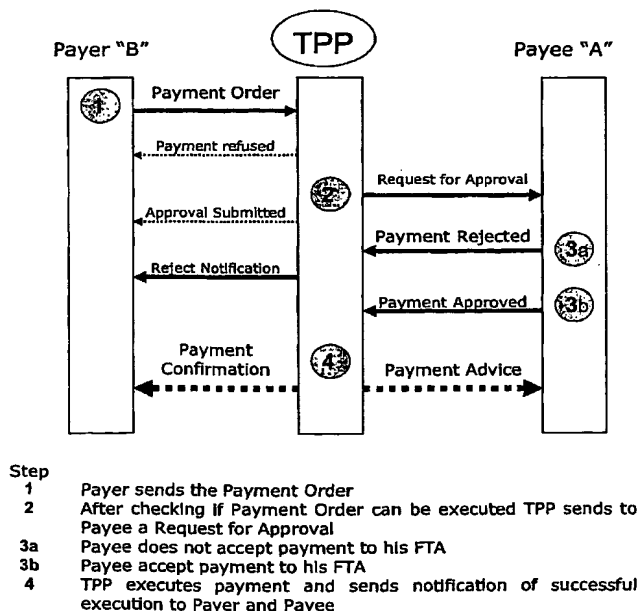 TPP
Payer “B”
Payee “A”
1
Payment Order
Payment refused
2
Request for Approval
Approval Submitted
Payment Rejected
3a
Reject Notification
Payment Approved
3b
4
Payment
Confirmation
Payment Advice
Step
1 Payer sends the Payment Order
2 After checking if Payment Order can be executed TPP sends to
Payee a Request for Approval
3a Payee does not accept payment to his FTA
3b Payee accept payment to his FTA
4 TPP executes payment and sends notification of successful
execution to Payer and Payee